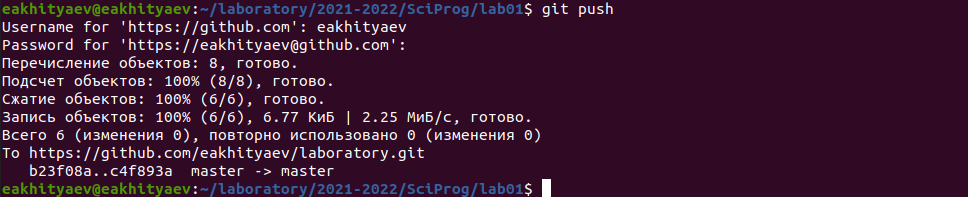 eakhityaev@eakhityaev:~/laboratory/2021-2022/SciProg/lab01$ git push
Username for 'https://github.com': eakhityaev
Password for 'https://eakhityaev@github.com':
Перечисление объектов: 8, готово.
Подсчет объектов: 100% (8/8), готово.
Сжатие объектов: 100% (6/6), готово.
Запись объектов: 100% (6/6), 6.77 КиБ | 2.25 МиБ/с, готово.
Всего 6 (изменения 0), повторно использовано 0 (изменения 0)
To https://github.com/eakhityaev/laboratory.git
   b23f08a..c4f893a  master -> master
eakhityaev@eakhityaev:~/laboratory/2021-2022/SciProg/lab01$